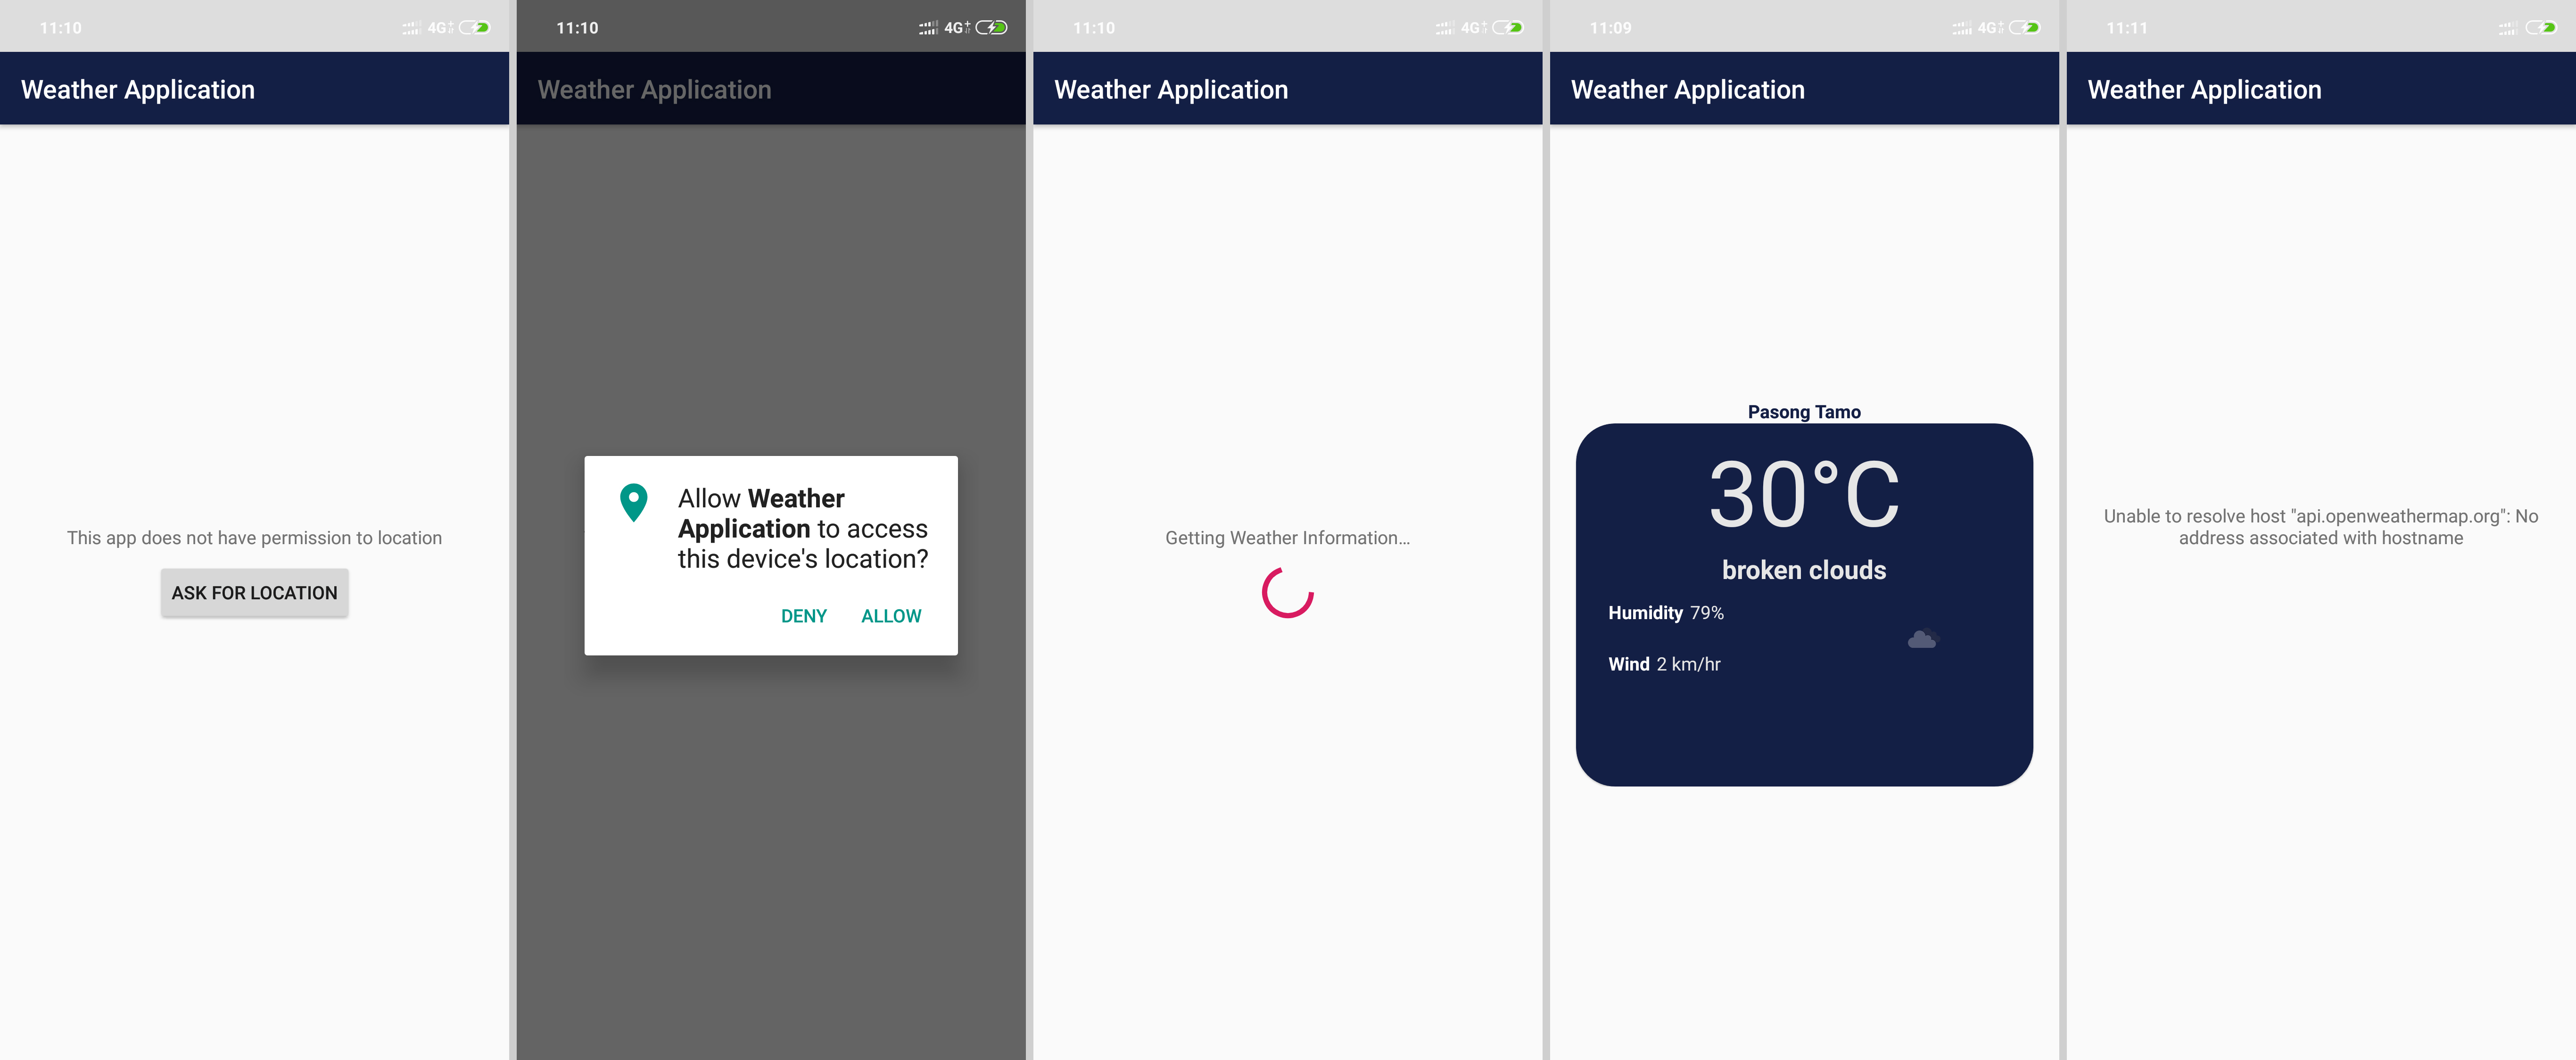 11:10
4G+
Weather Application
This app does not have permission to location
ASK FOR LOCATION
11:10
4G+
Weather Application
Allow Weather
Application to access
this device's location?
DENY ALLOW
11:10
4G+
Weather Application
Getting Weather Information...
11:09
4G+
Weather Application
Pasong Tamo
30°C
broken clouds
Humidity 79%
Wind 2 km/hr
11:11
Weather Application
Unable to resolve host "api.openweathermap.org": No
address associated with hostname